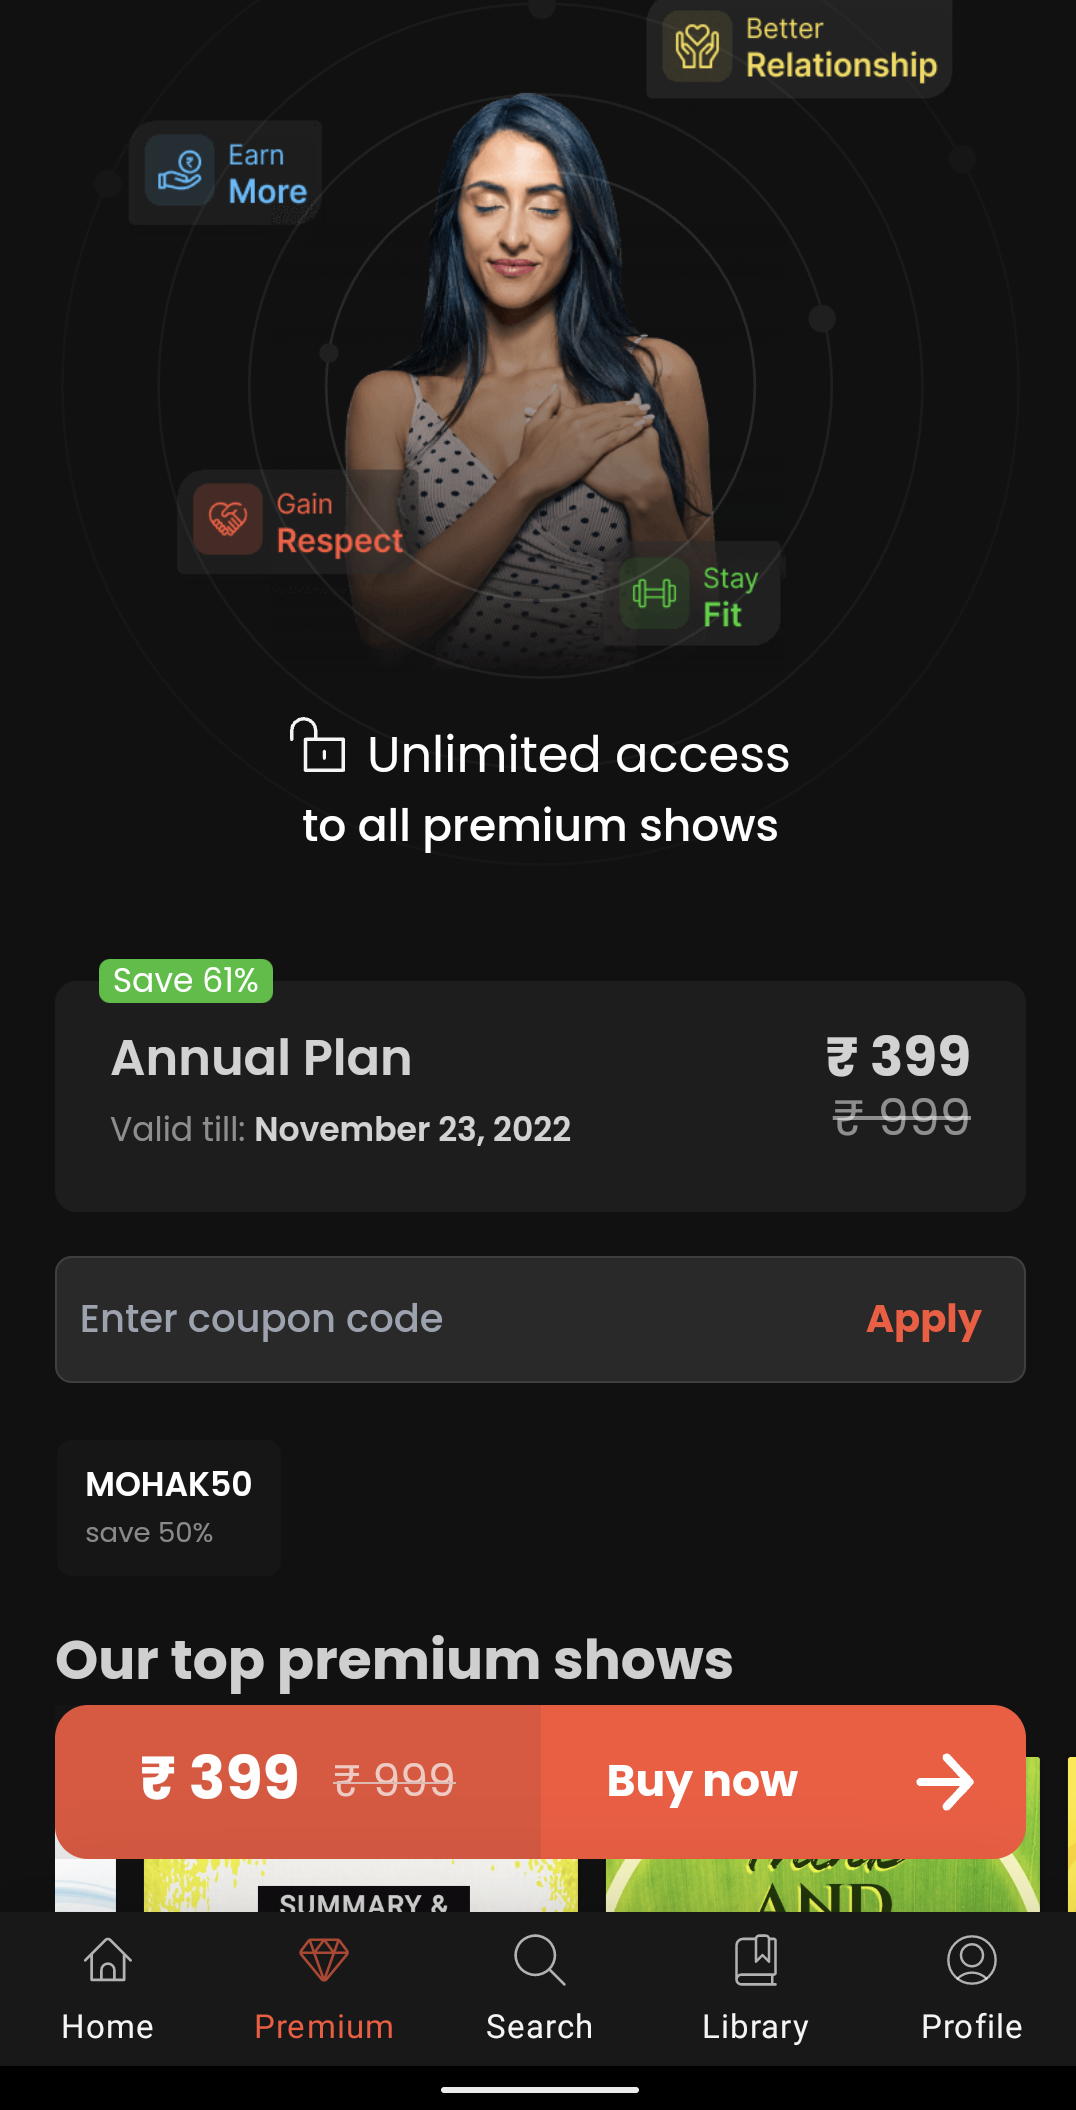 Better
Relationship
Earn
More
Gain
Respect
Stay
Fit
Unlimited access
to all premium shows
Save 61%
Annual Plan
₹ 399
Valid till: November 23, 2022
₹ 999
Enter coupon code
Apply
MOHAK50
save 50%
Our top premium shows
₹ 399 ₹ 999 Buy now
SUMMARY &
AND
Home
Premium
Search
Library
Profile